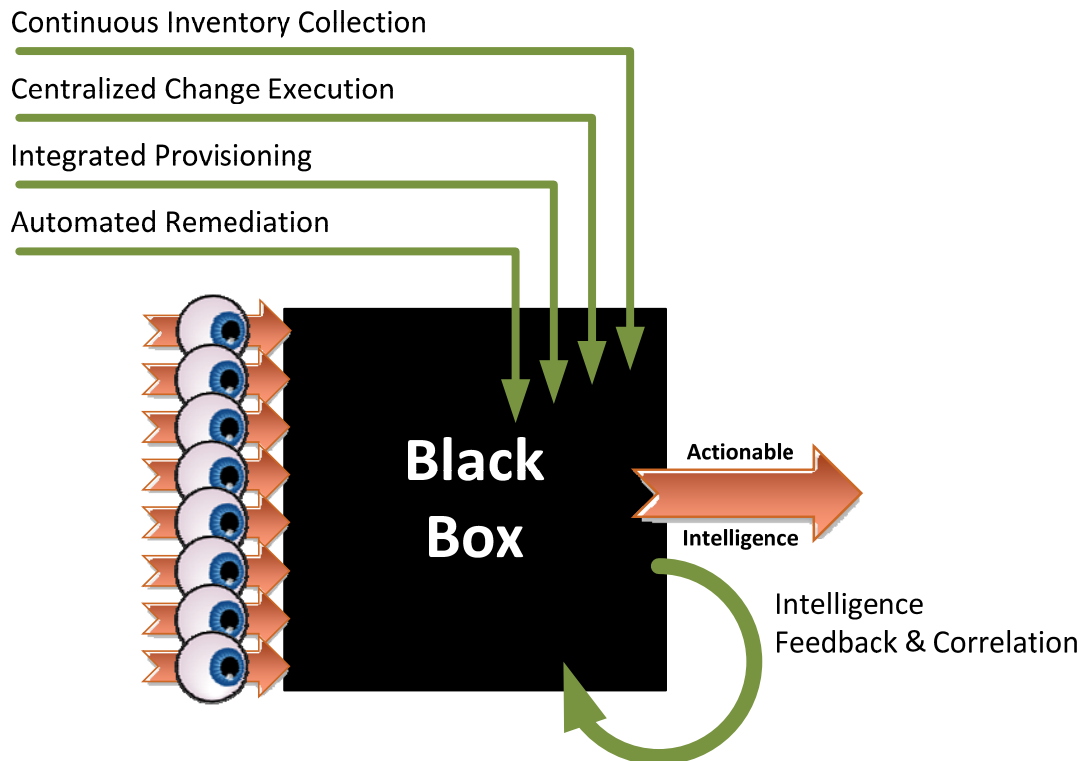 Continuous Inventory Collection
Centralized Change Execution
Integrated Provisioning
Automated Remediation
Black
Box
Actionable
Intelligence
Intelligence
Feedback & Correlation